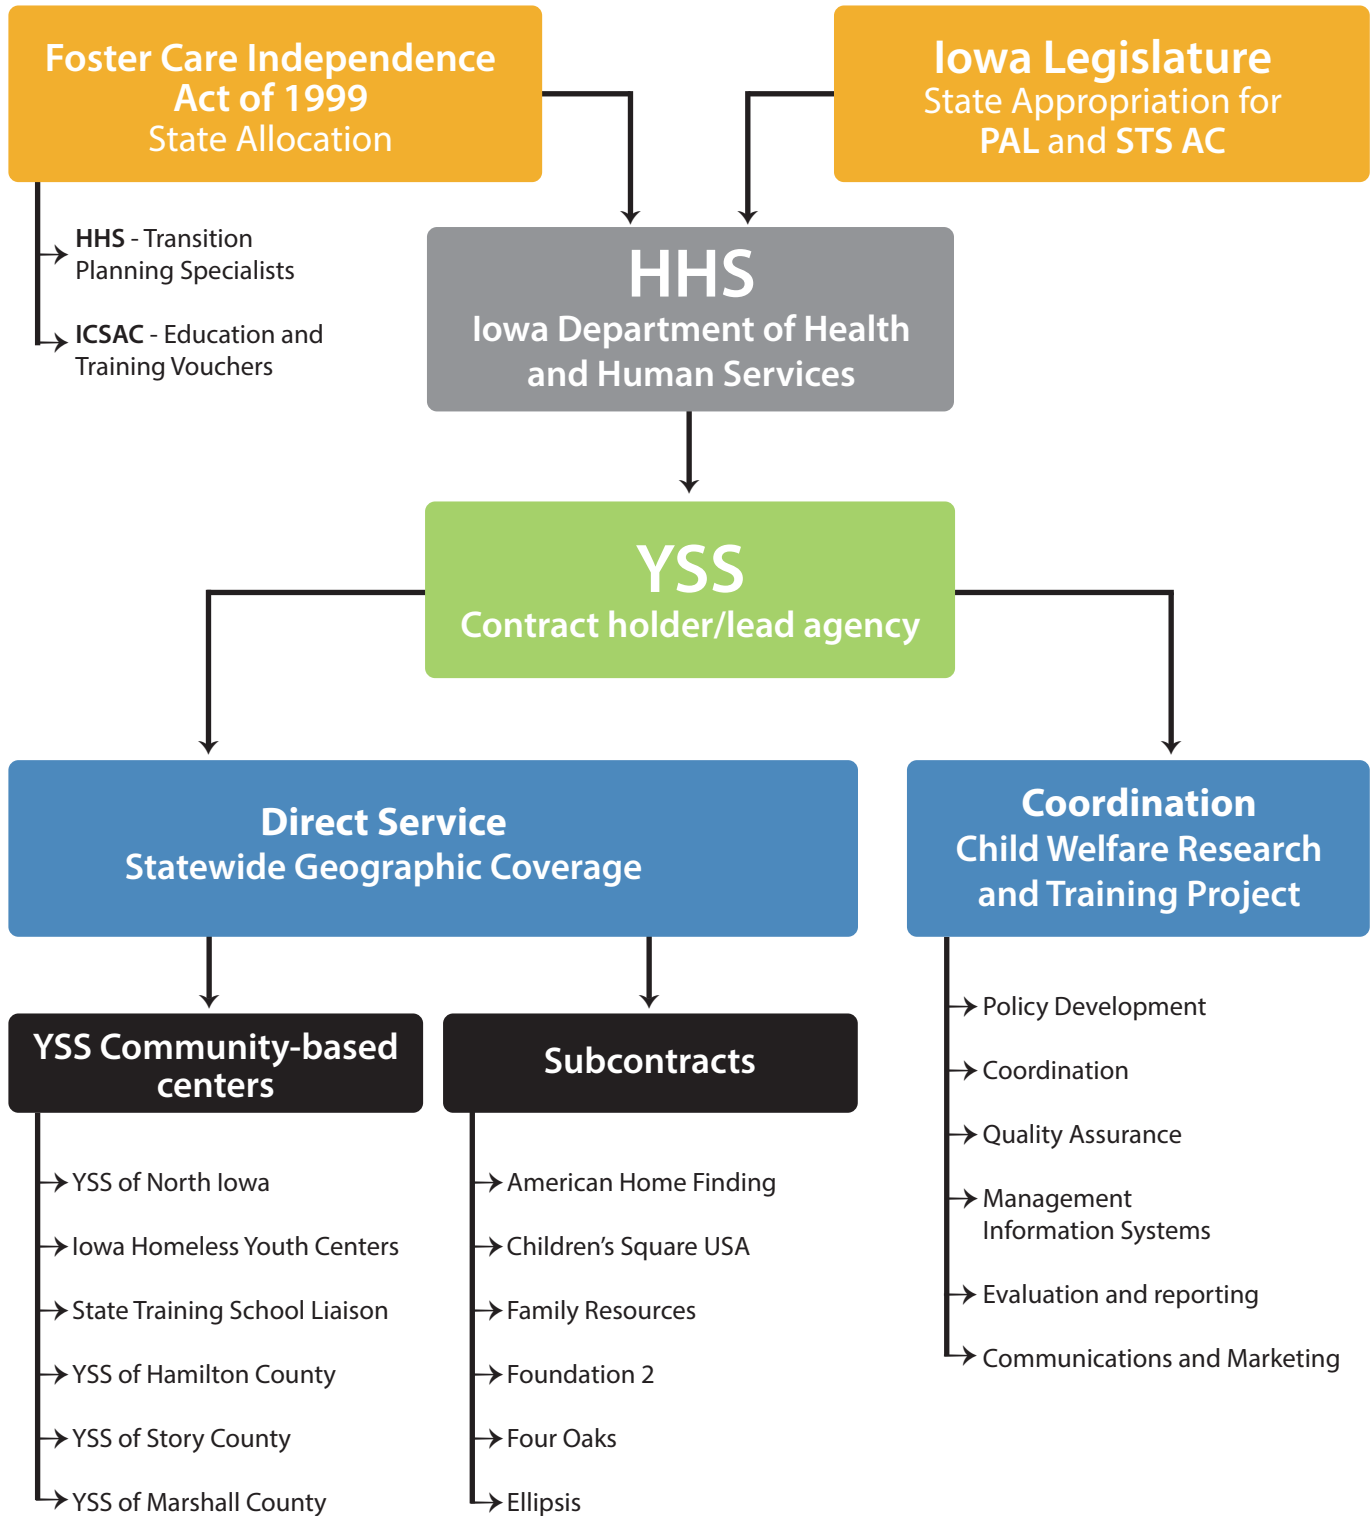 Foster Care Independence
Act of 1999
State Allocation
Iowa Legislature
State Appropriation for
PAL and STS AC
HHS - Transition
Planning Specialists
ICSAC - Education and
Training Vouchers
HHS
Iowa Department of Health
and Human Services
YSS
Contract holder/lead agency
Direct Service
Statewide Geographic Coverage
Coordination
Child Welfare Research
and Training Project
YSS Community-based
centers
YSS of North Iowa
Iowa Homeless Youth Centers
State Training School Liaison
YSS of Hamilton County
YSS of Story County
YSS of Marshall County
Subcontracts
American Home Finding
Children's Square USA
Family Resources
Foundation 2
Four Oaks
Ellipsis
Policy Development
Coordination
Quality Assurance
Management
Information Systems
Evaluation and reporting
Communications and Marketing